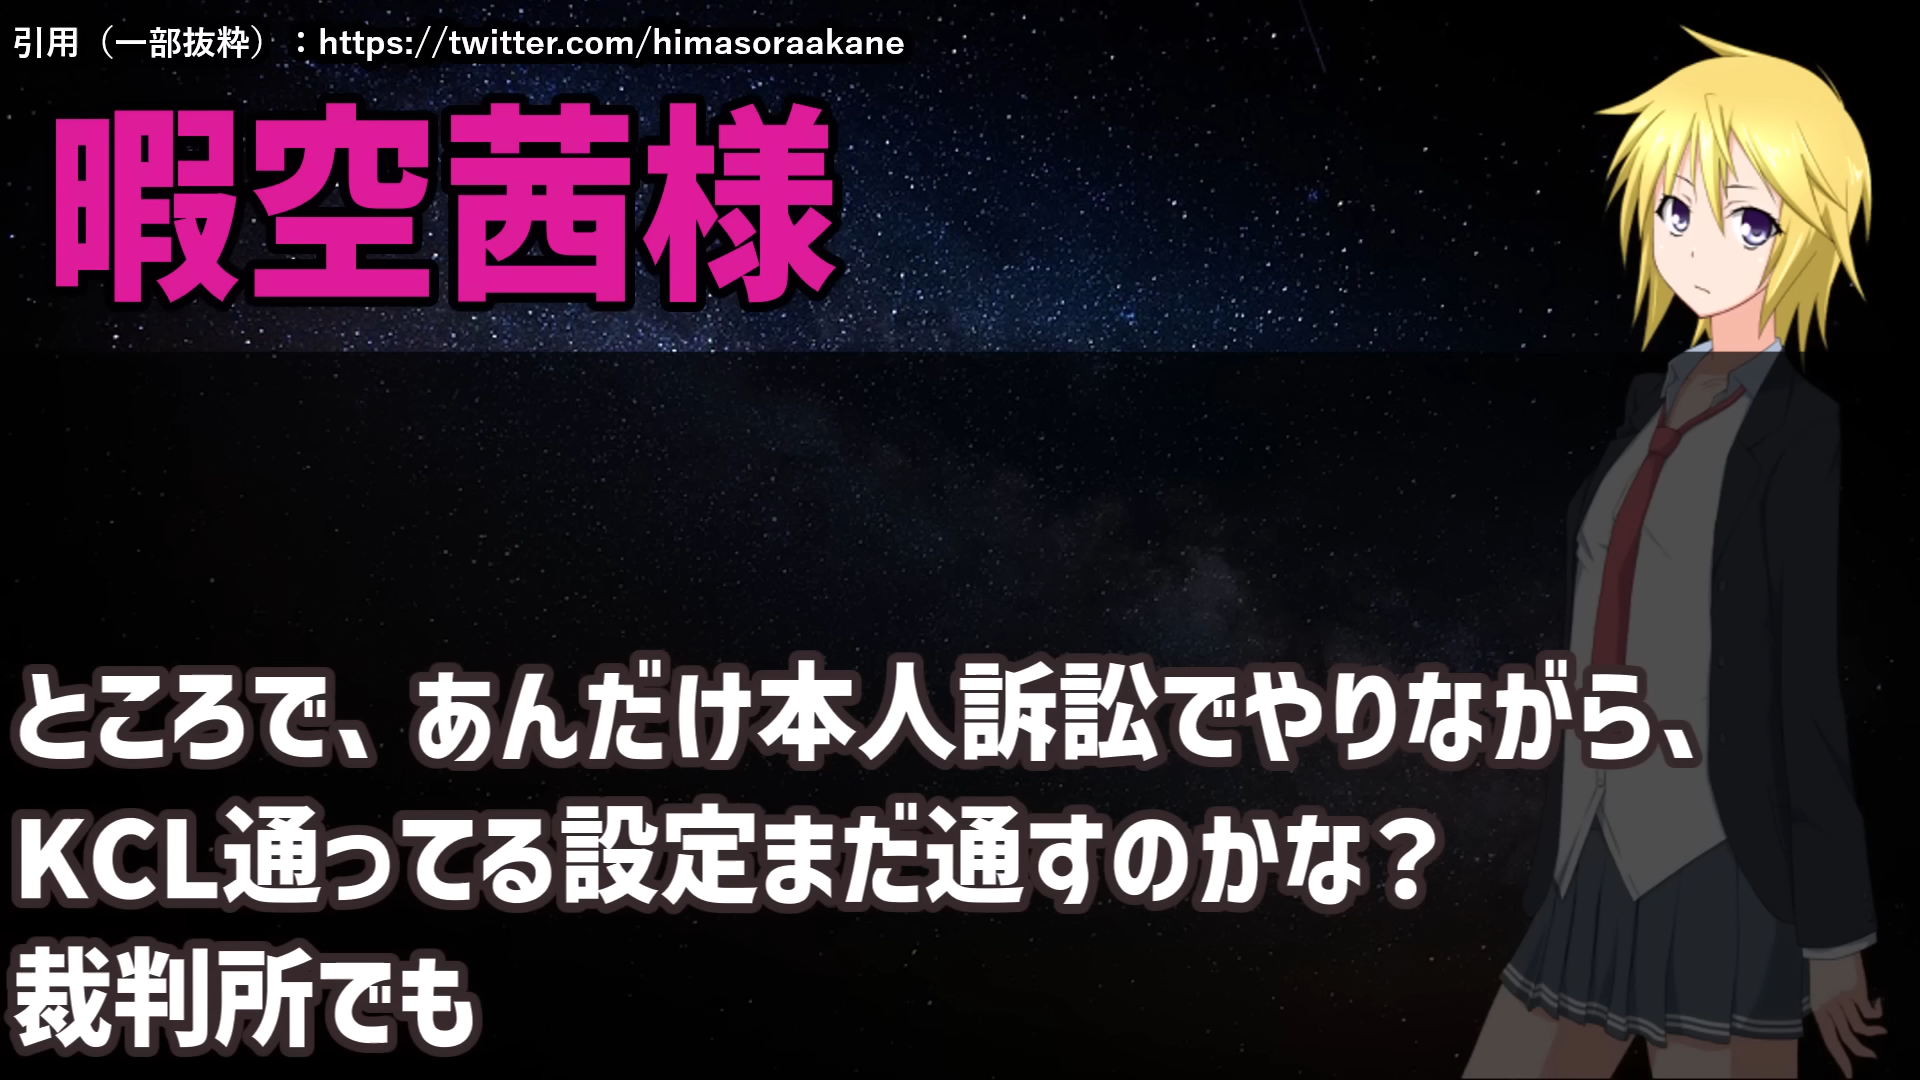 引用（一部抜粋）：https://twitter.com/himasoraakane
暇空茜様
ところで、あんだけ本人訴訟でやりながら、
KCL通ってる設定まだ通すのかな？
裁判所でも